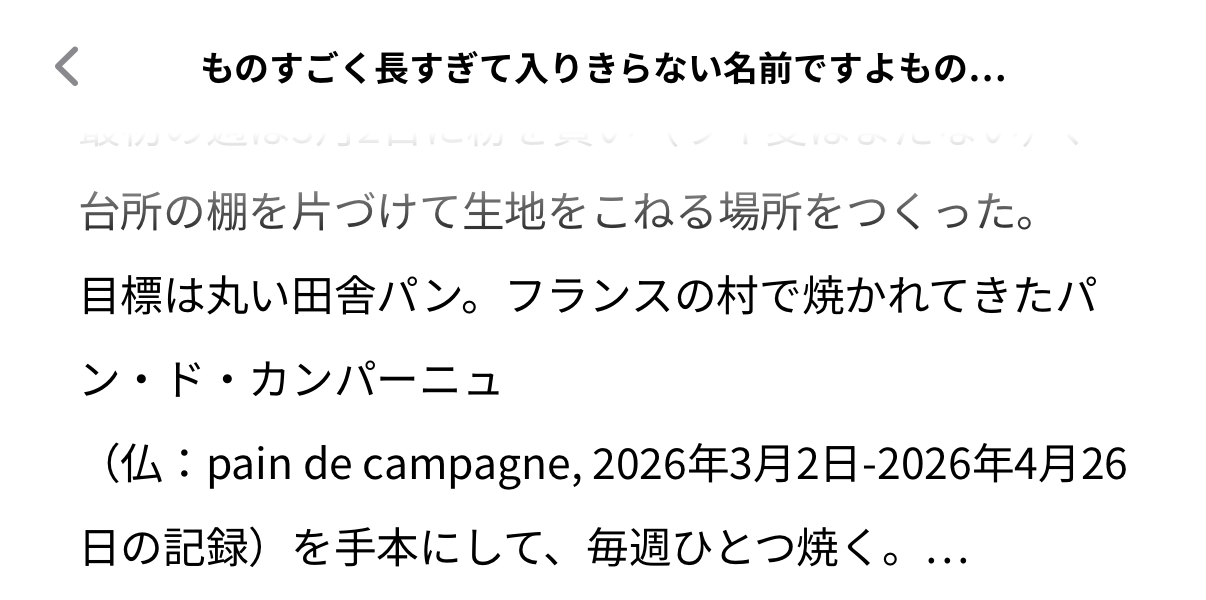 ものすごく長すぎて入りきらない名前ですよもの...
台所の棚を片づけて生地をこねる場所をつくった。
目標は丸い田舎パン。フランスの村で焼かれてきたパ
ン・ド・カンパーニュ
（仏：pain de campagne, 2026年3月2日-2026年4月26
日の記録）を手本にして、毎週ひとつ焼く。...